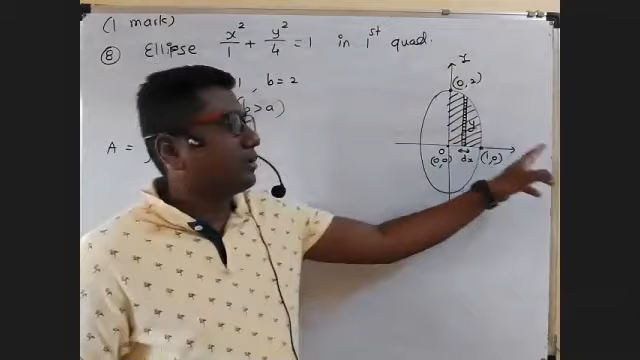 (1 mark)
⑧ Ellipse x²/1 + y²/4 = 1 in 1st quad.
1, b = 2
(b > a)
A =
y
(0, 2)
y
0
(0,0)
dx
(1,0)